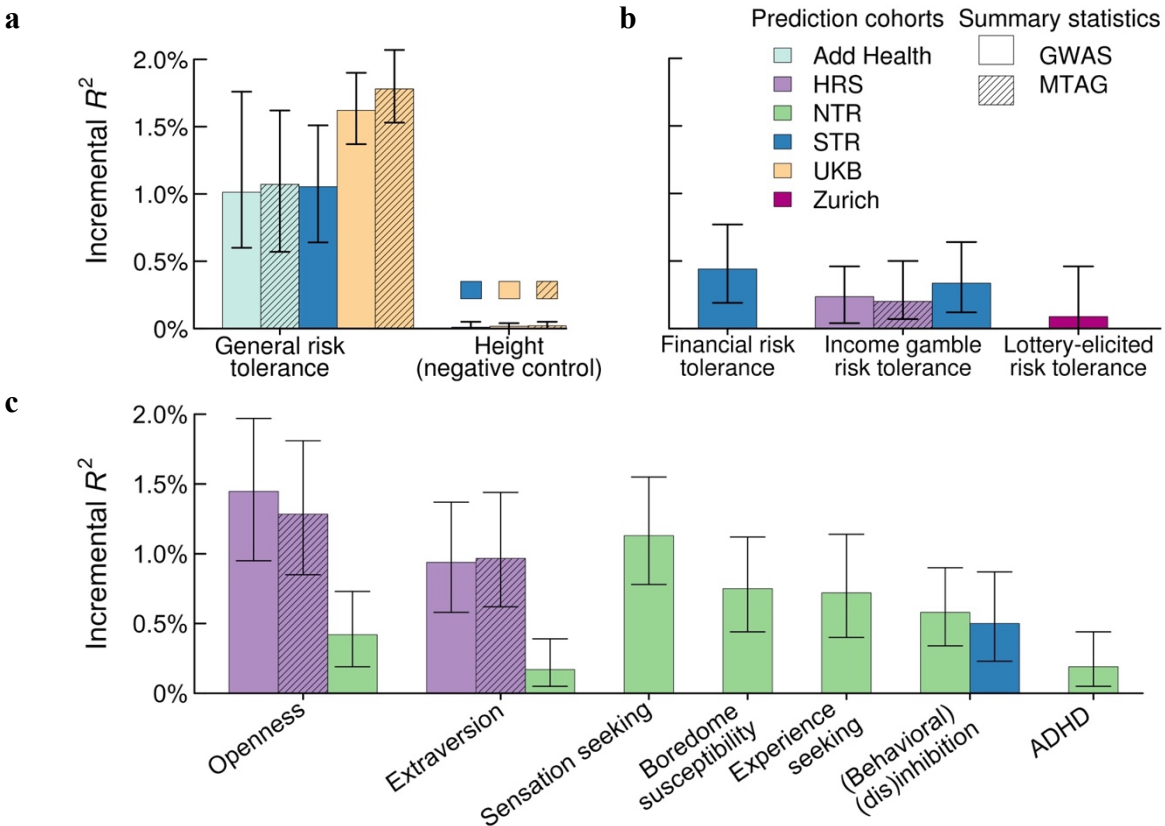 a
Incremental R²
2.0%
1.5%
1.0%
0.5%
0%
General risk
tolerance
Height
(negative control)
b
Prediction cohorts
Add Health
HRS
NTR
STR
UKB
Zurich
Summary statistics
GWAS
MTAG
Financial risk
tolerance
Income gamble
risk tolerance
Lottery-elicited
risk tolerance
c
Incremental R²
2.0%
1.5%
1.0%
0.5%
0%
Openness
Extraversion
Sensation seeking
Boredome
susceptibility
Experience
seeking
(Behavioral)
(dis)inhibition
ADHD